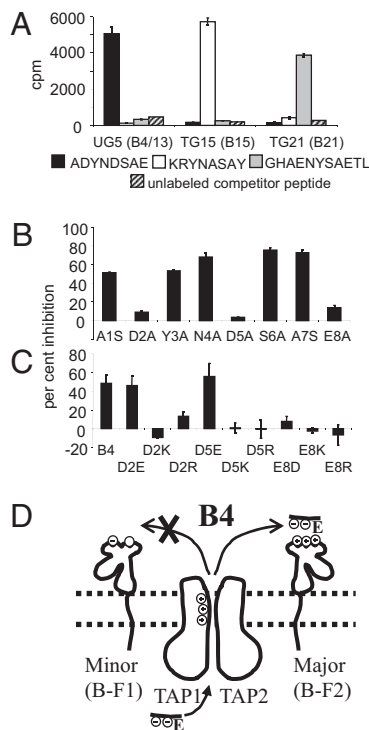 A
6000
4000
2000
0
cpm
UG5 (B4/13) TG15 (B15) TG21 (B21)
ADYNDSAE KRYNASAY GHAENYSAETL
unlabeled competitor peptide
B
100
80
60
40
20
0
A1S D2A Y3A N4A D5A S6A A7S E8A
per cent inhibition
C
80
60
40
20
0
-20
B4 D2K D5E D5R E8K
D2E D2R D5K E8D E8R
D
B4
- -
- - E
+ + +
+
+
+
Minor
(B-F1)
TAP1 TAP2
Major
(B-F2)
- - E